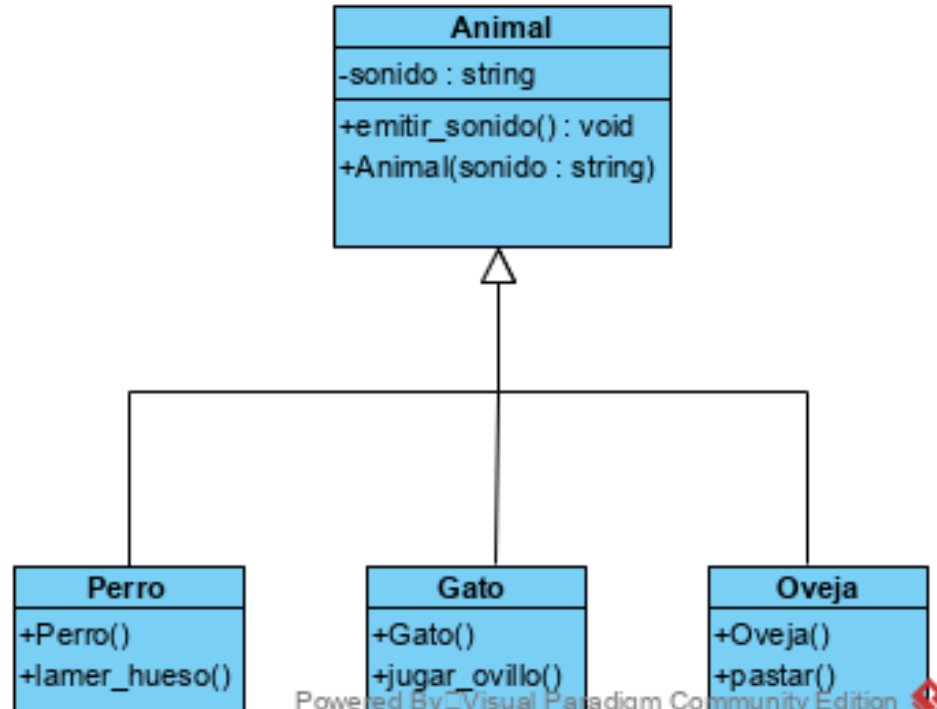 Animal
-sonido : string
+emitir_sonido() : void
+Animal(sonido : string)
Perro
+Perro()
+lamer_hueso()
Gato
+Gato()
+jugar_ovillo()
Oveja
+Oveja()
+pastar()
Powered By Visual Paradigm Community Edition